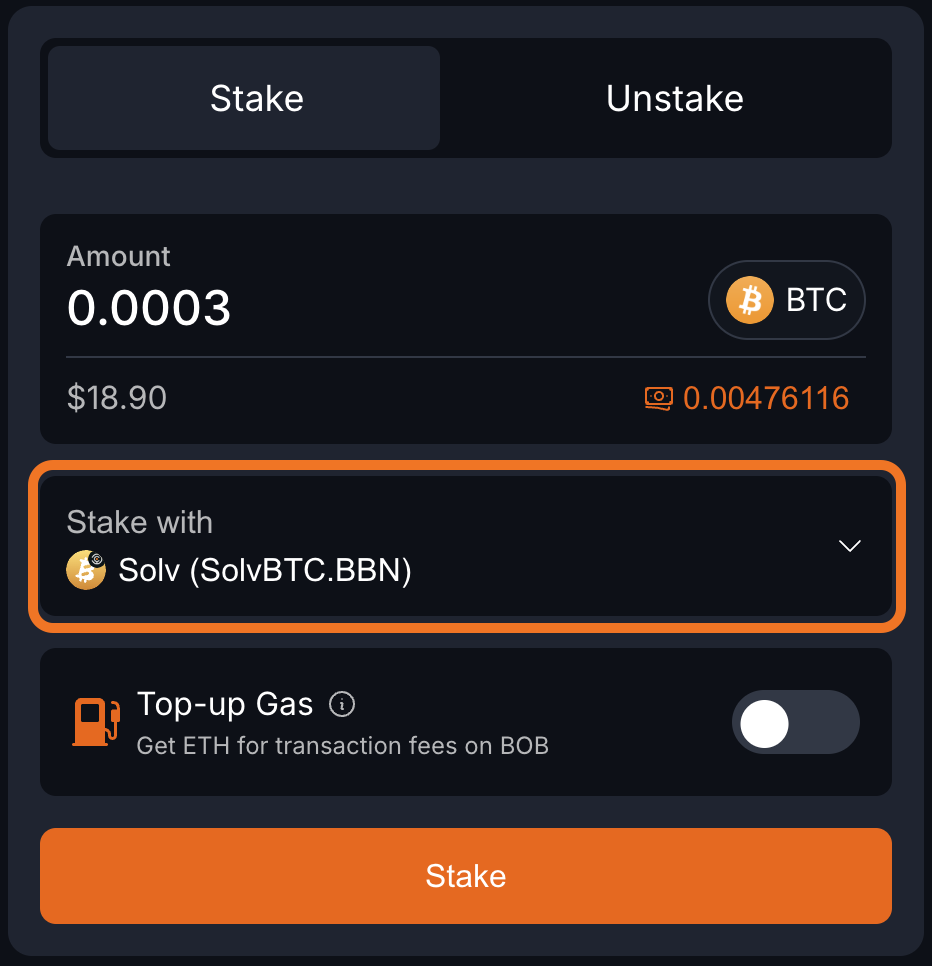 Stake
Unstake
Amount
0.0003
BTC
$18.90
0.00476116
Stake with
Solv (SolvBTC.BBN)
Top-up Gas
Get ETH for transaction fees on BOB
Stake